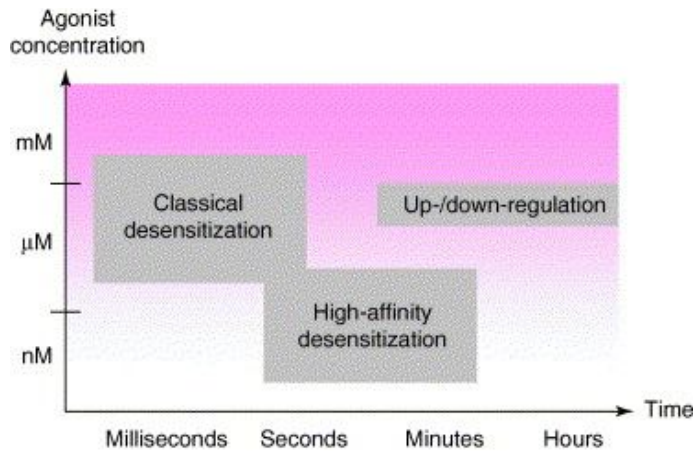 Agonist
concentration
mM
Classical
desensitization
Up-/down-regulation
μM
High-affinity
desensitization
nM
Time
Milliseconds Seconds Minutes Hours